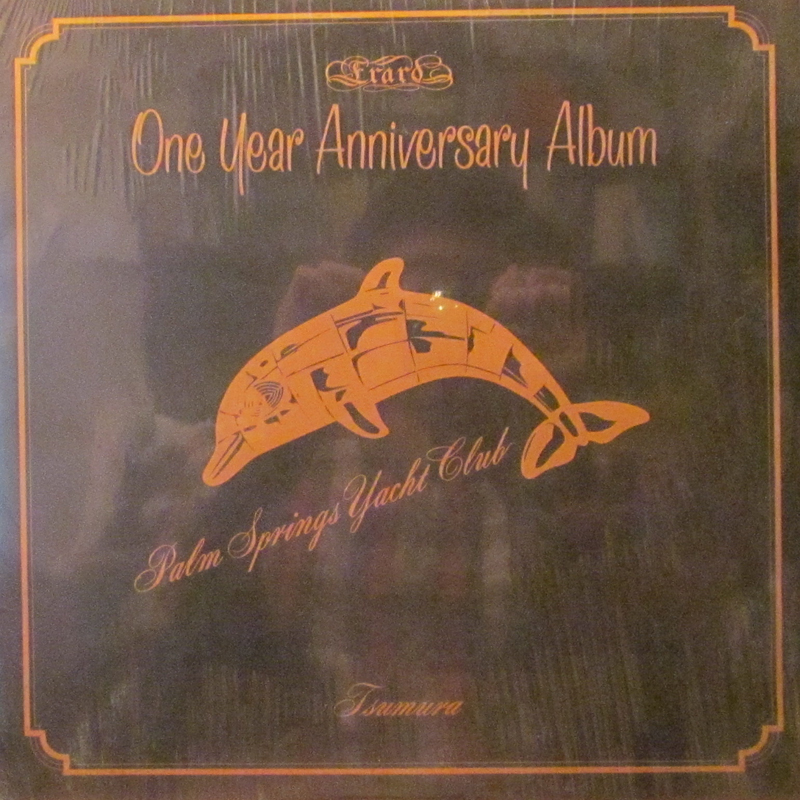 Erard
One Year Anniversary Album
Palm Springs Yacht Club
Tsumura